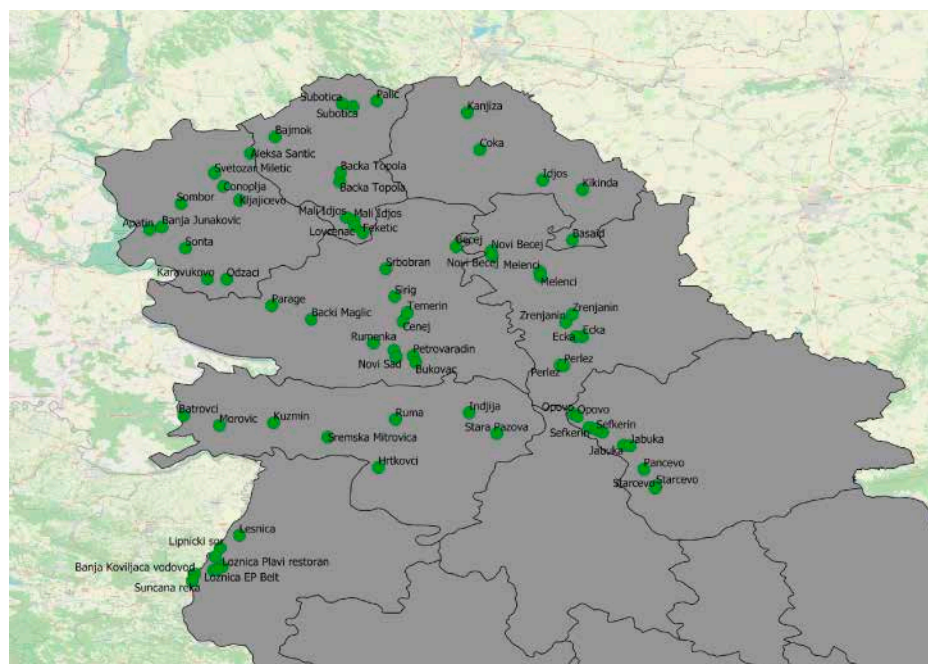 Subotica
Palic
Subotica
Kanjiza
Bajmok
Aleksa Santic
Coka
Svetozar Miletic
Backa Topola
Idjos
Conoplja
Backa Topola
Kikinda
Sombor
Kljajicevo
Apatin
Banja Junakovic
Mali Idjos
Mali Idjos
Lovcenac
Feketic
Sonta
Becej
Novi Becej
Basaid
Novi Becej
Melenci
Karavukovo
Odzaci
Srbobran
Melenci
Parage
Sirig
Backi Maglic
Temerin
Cenej
Zrenjanin
Zrenjanin
Rumenka
Ecka
Ecka
Novi Sad
Petrovaradin
Bukovac
Perlez
Perlez
Batrovci
Morovic
Kuzmin
Ruma
Indjija
Opovo
Opovo
Sremska Mitrovica
Stara Pazova
Sefkerin
Sefkerin
Jabuka
Jabuka
Hrtkovci
Pancevo
Starcevo
Starcevo
Lesnica
Lipnicki sor
Loznica Plavi restoran
Banja Koviljaca vodovod
Loznica EP Belt
Suncana reka